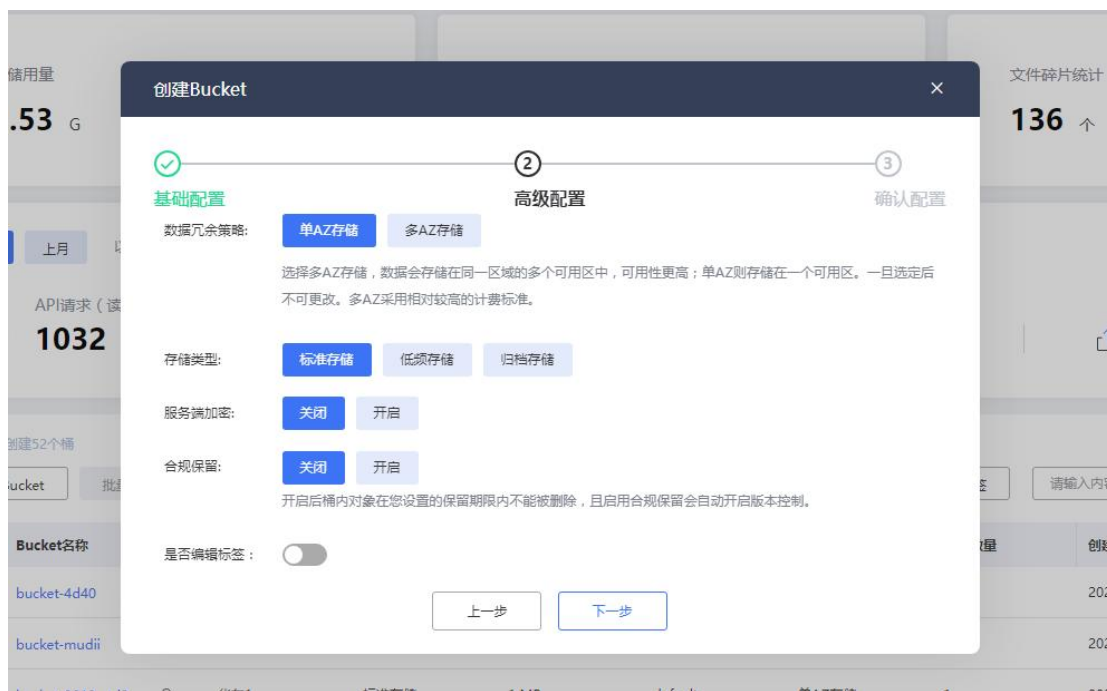 储用量
文件碎片统计
.53 G
136 个
创建Bucket
2
3
基础配置
高级配置
确认配置
数据冗余策略:
单AZ存储
多AZ存储
上月
选择多AZ存储，数据会存储在同一区域的多个可用区中，可用性更高；单AZ则存储在一个可用区。一旦选定后
不可更改。多AZ采用相对较高的计费标准。
API请求（读
1032
存储类型:
标准存储
低频存储
归档存储
服务端加密:
关闭
开启
创建52个桶
合规保留:
关闭
开启
Bucket
请输入内容
开启后桶内对象在您设置的保留期限内不能被删除，且启用合规保留会自动开启版本控制。
Bucket名称
是否编辑标签：
bucket-4d40
202
上一步
下一步
bucket-mudii
202